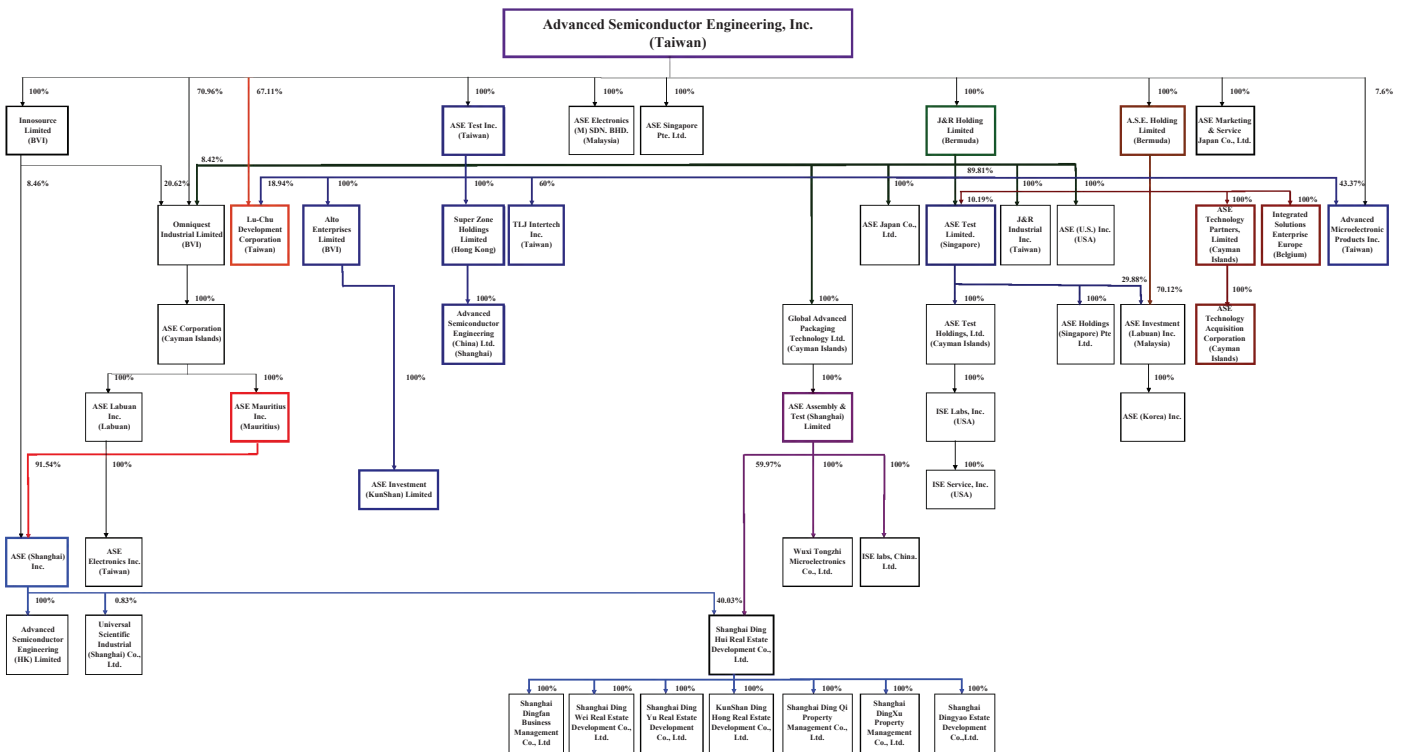 Advanced Semiconductor Engineering, Inc.
(Taiwan)
100%
70.96%
67.11%
100%
100%
100%
100%
100%
100%
7.6%
Innosource
Limited
(BVI)
ASE Test Inc.
(Taiwan)
ASE Electronics
(M) SDN. BHD.
(Malaysia)
ASE Singapore
Pte. Ltd.
J&R Holding
Limited
(Bermuda)
A.S.E. Holding
Limited
(Bermuda)
ASE Marketing
& Service
Japan Co., Ltd.
8.46%
20.62%
8.42%
18.94%
100%
100%
60%
100%
89.81%
10.19%
100%
100%
100%
100%
43.37%
Omniquest
Industrial Limited
(BVI)
Lu-Chu
Development
Corporation
(Taiwan)
Alto
Enterprises
Limited
(BVI)
Super Zone
Holdings
Limited
(Hong Kong)
TLJ Intertech
Inc.
(Taiwan)
ASE Japan Co.,
Ltd.
ASE Test
Limited.
(Singapore)
J&R
Industrial
Inc.
(Taiwan)
ASE (U.S.) Inc.
(USA)
ASE
Technology
Partners,
Limited
(Cayman
Islands)
Integrated
Solutions
Enterprise
Europe
(Belgium)
Advanced
Microelectronic
Products Inc.
(Taiwan)
100%
100%
100%
100%
100%
29.88%
70.12%
100%
ASE Corporation
(Cayman Islands)
Advanced
Semiconductor
Engineering
(China) Ltd.
(Shanghai)
Global Advanced
Packaging
Technology Ltd.
(Cayman Islands)
ASE Test
Holdings, Ltd.
(Cayman Islands)
ASE Holdings
(Singapore) Pte
Ltd.
ASE Investment
(Labuan) Inc.
(Malaysia)
ASE
Technology
Acquisition
Corporation
(Cayman
Islands)
100%
100%
100%
100%
100%
100%
ASE Labuan
Inc.
(Labuan)
ASE Mauritius
Inc.
(Mauritius)
ASE Assembly &
Test (Shanghai)
Limited
ISE Labs, Inc.
(USA)
ASE (Korea) Inc.
91.54%
100%
59.97%
100%
100%
100%
ASE Investment
(KunShan) Limited
ISE Service, Inc.
(USA)
ASE (Shanghai)
Inc.
ASE
Electronics Inc.
(Taiwan)
Wuxi Tongzhi
Microelectronics
Co., Ltd.
ISE labs, China.
Ltd.
100%
0.83%
40.03%
Advanced
Semiconductor
Engineering
(HK) Limited
Universal
Scientific
Industrial
(Shanghai) Co.,
Ltd.
Shanghai Ding
Hui Real Estate
Development Co.,
Ltd.
100%
100%
100%
100%
100%
100%
100%
Shanghai
Dingfan
Business
Management
Co., Ltd
Shanghai Ding
Wei Real Estate
Development Co.,
Ltd.
Shanghai Ding
Yu Real Estate
Development
Co., Ltd.
KunShan Ding
Hong Real Estate
Development Co.,
Ltd.
Shanghai Ding Qi
Property
Management Co.,
Ltd.
Shanghai
DingXu
Property
Management
Co., Ltd.
Shanghai
Dingyao Estate
Development
Co.,Ltd.